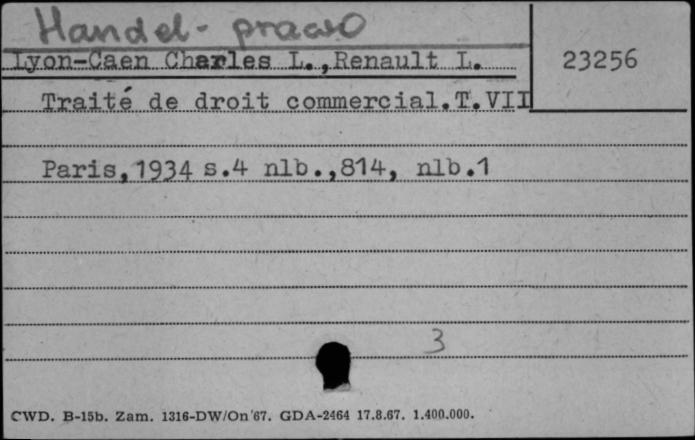 Handel - prawo
Lyon-Caen Charles L.,Renault L.
23256
Traité de droit commercial.T.VII
Paris,1934 s.4 nlb.,814, nlb.1
3
CWD. B-15b. Zam. 1316-DW/On'67. GDA-2464 17.8.67. 1.400.000.